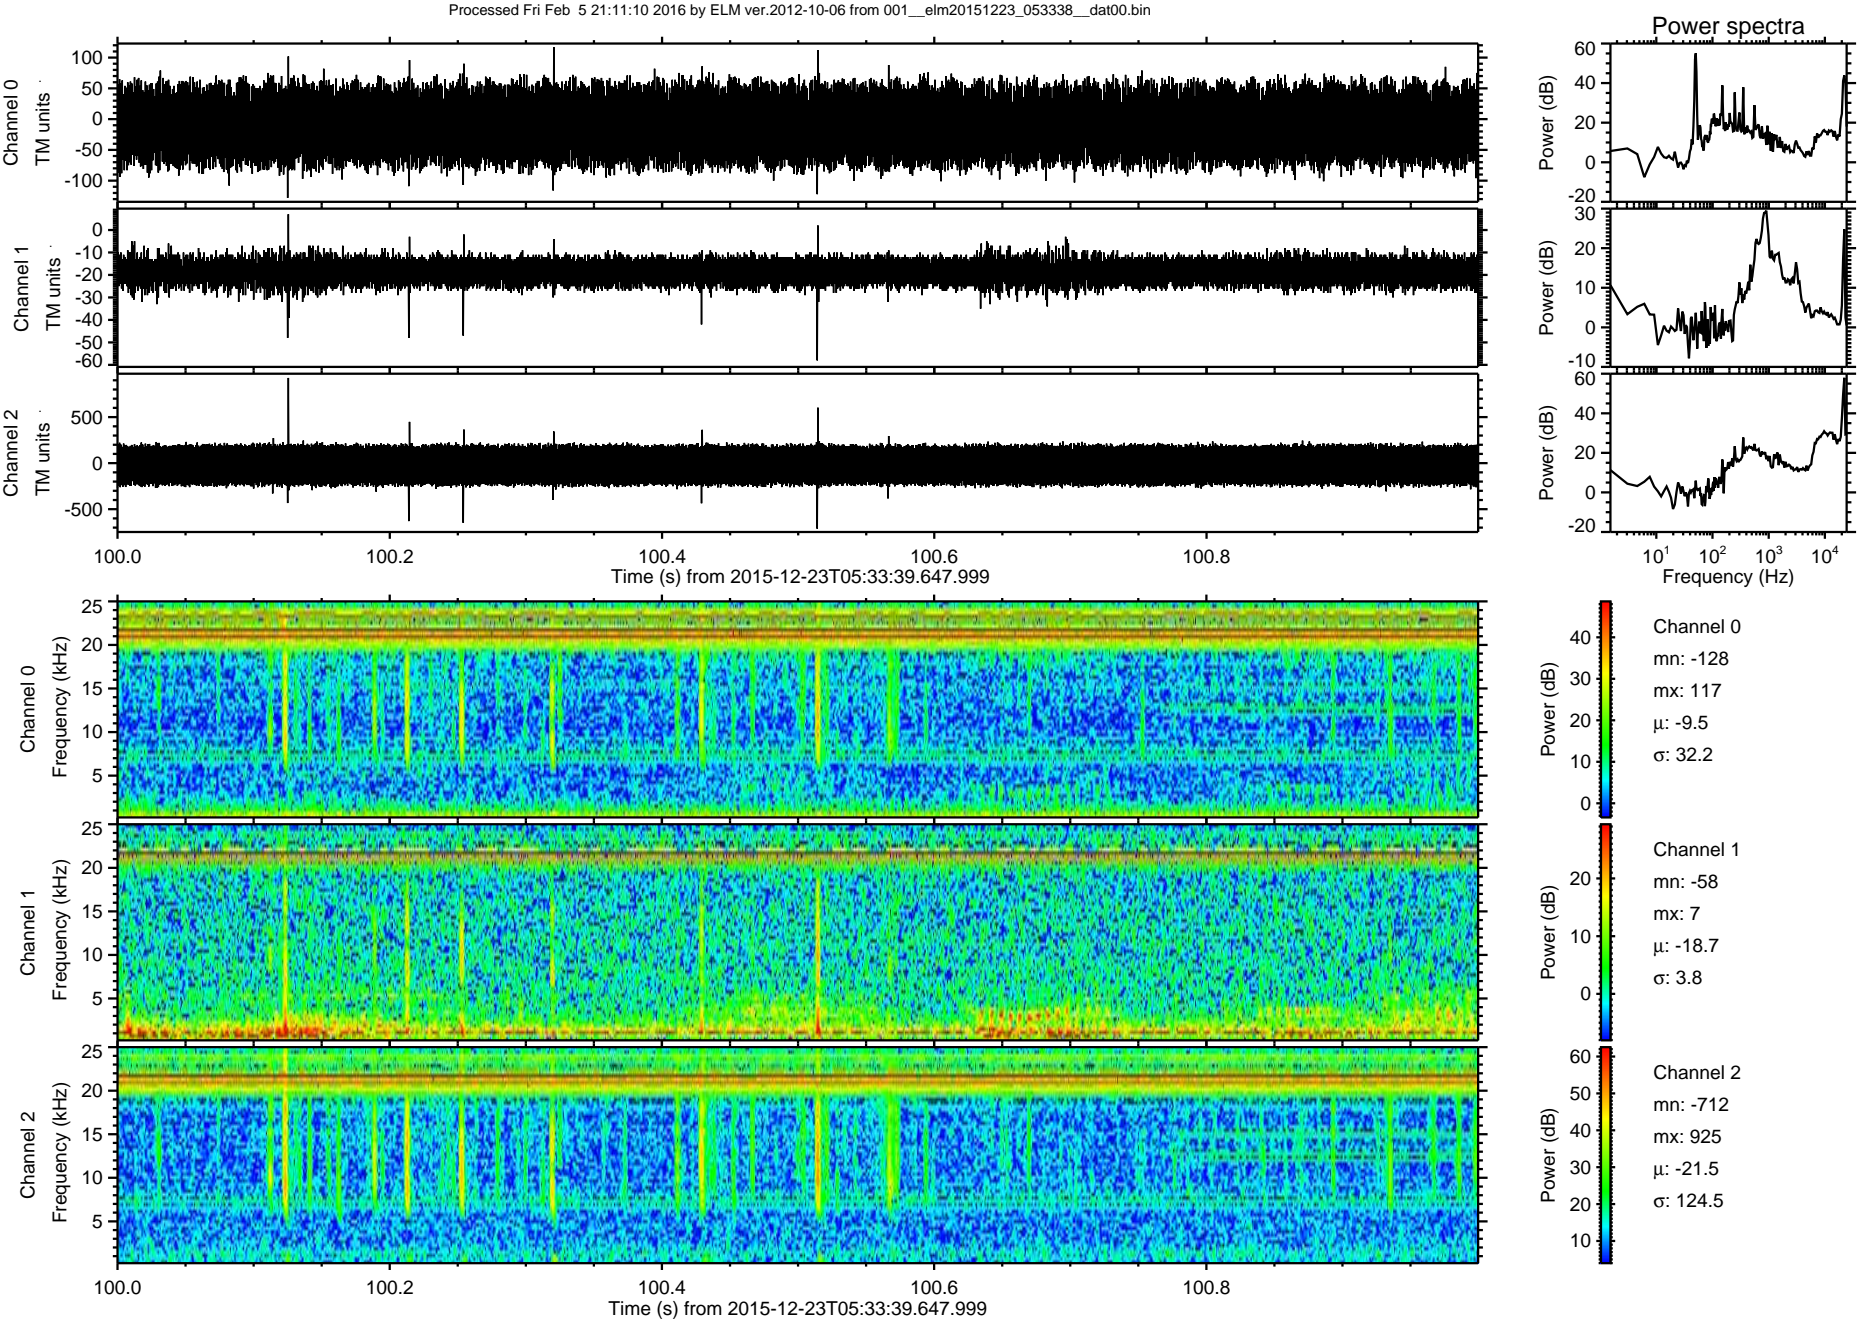 Processed Fri Feb 5 21:11:10 2016 by ELM ver.2012-10-06 from 001__elm20151223_053338__dat00.bin
Power spectra
Channel 0
TM units
100
50
0
-50
-100
Power (dB)
60
40
20
0
-20
Channel 1
TM units
0
-10
-20
-30
-40
-50
-60
Power (dB)
30
20
10
0
-10
Channel 2
TM units
500
0
-500
Power (dB)
60
40
20
0
-20
100.0 100.2 100.4 100.6 100.8
Time (s) from 2015-12-23T05:33:39.647.999
10¹ 10² 10³ 10⁴
Frequency (Hz)
Channel 0
Frequency (kHz)
25
20
15
10
5
Power (dB)
40
30
20
10
0
Channel 0
mn: -128
mx: 117
μ: -9.5
σ: 32.2
Channel 1
Frequency (kHz)
25
20
15
10
5
Power (dB)
20
10
0
Channel 1
mn: -58
mx: 7
μ: -18.7
σ: 3.8
Channel 2
Frequency (kHz)
25
20
15
10
5
Power (dB)
60
50
40
30
20
10
Channel 2
mn: -712
mx: 925
μ: -21.5
σ: 124.5
100.0 100.2 100.4 100.6 100.8
Time (s) from 2015-12-23T05:33:39.647.999